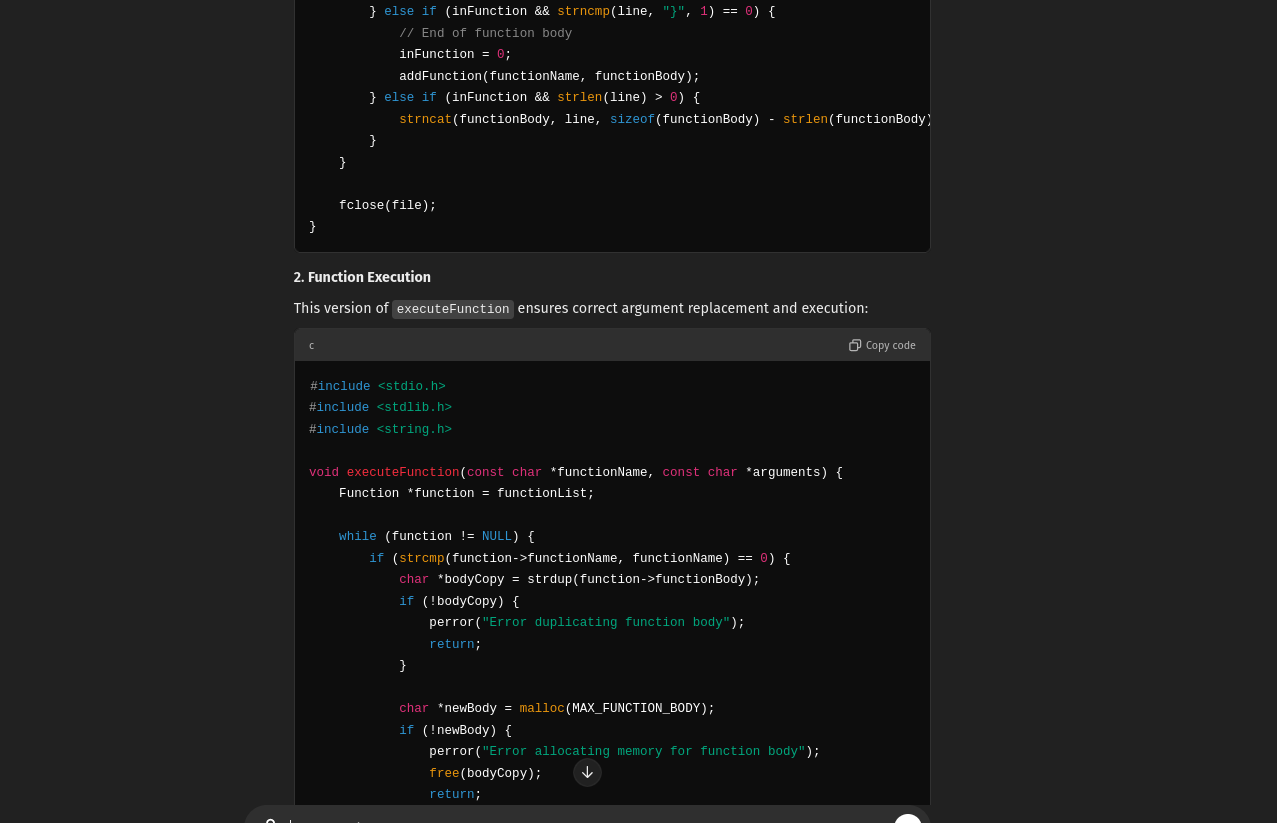 } else if (inFunction && strncmp(line, "}", 1) == 0) {
            // End of function body
            inFunction = 0;
            addFunction(functionName, functionBody);
        } else if (inFunction && strlen(line) > 0) {
            strncat(functionBody, line, sizeof(functionBody) - strlen(functionBody)
        }
    }

    fclose(file);
}
2. Function Execution
This version of executeFunction ensures correct argument replacement and execution:
c
Copy code
#include <stdio.h>
#include <stdlib.h>
#include <string.h>

void executeFunction(const char *functionName, const char *arguments) {
    Function *function = functionList;

    while (function != NULL) {
        if (strcmp(function->functionName, functionName) == 0) {
            char *bodyCopy = strdup(function->functionBody);
            if (!bodyCopy) {
                perror("Error duplicating function body");
                return;
            }

            char *newBody = malloc(MAX_FUNCTION_BODY);
            if (!newBody) {
                perror("Error allocating memory for function body");
                free(bodyCopy);
                return;